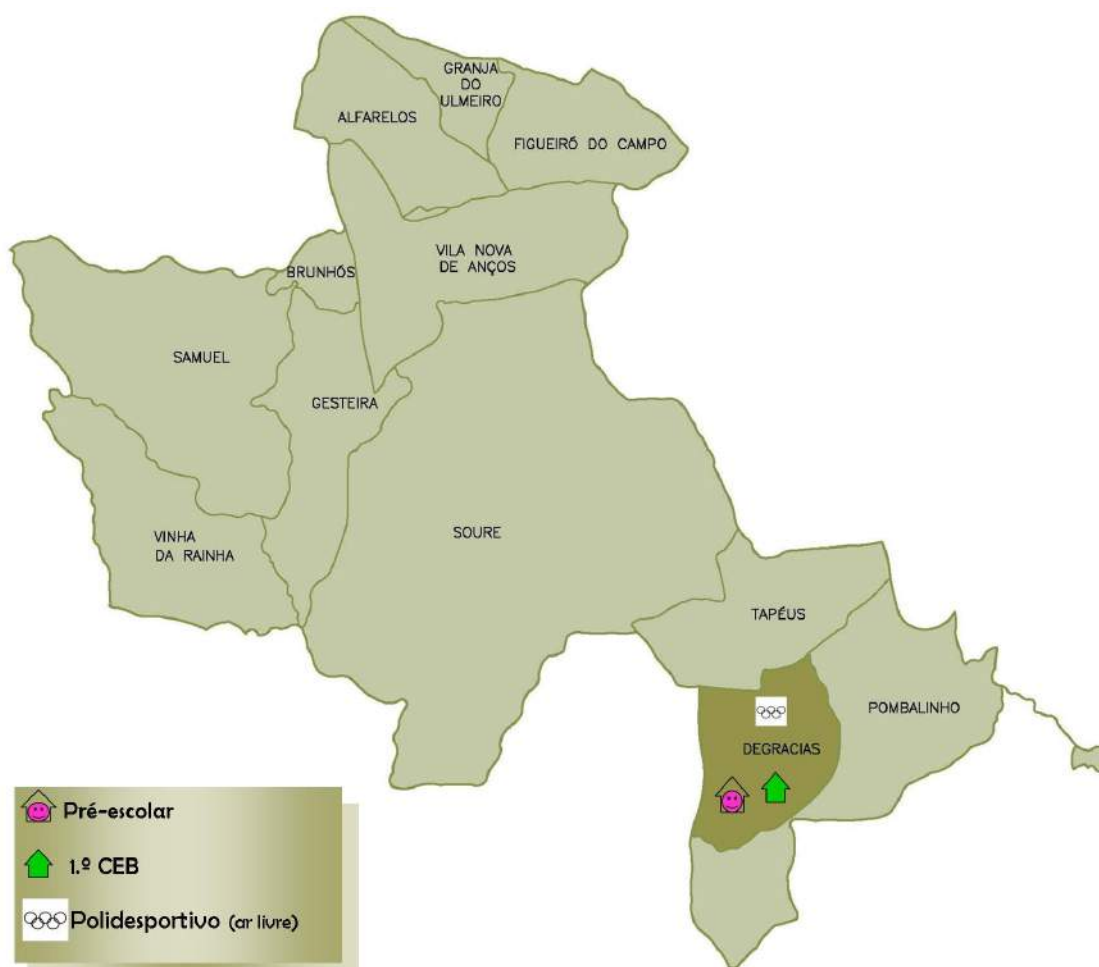 GRANJA
DO
ULMEIRO
ALFARELOS
FIGUEIRÓ DO CAMPO
VILA NOVA
DE ANÇOS
BRUNHÓS
SAMUEL
GESTEIRA
VINHA
DA RAINHA
SOURE
TAPÉUS
POMBALINHO
DEGRACIAS
Pré-escolar
1.º CEB
Polidesportivo (ar livre)